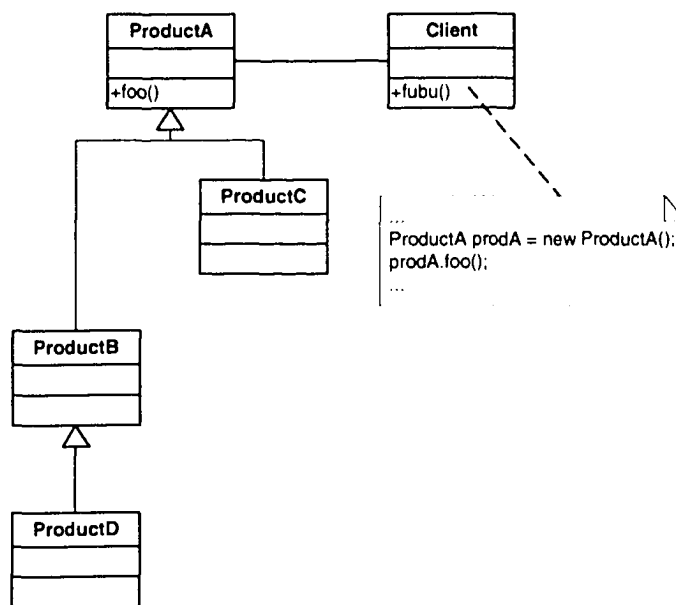 ProductA
+foo()
Client
+fubu()
ProductC
...
ProductA prodA = new ProductA();
prodA.foo();
...
ProductB
ProductD